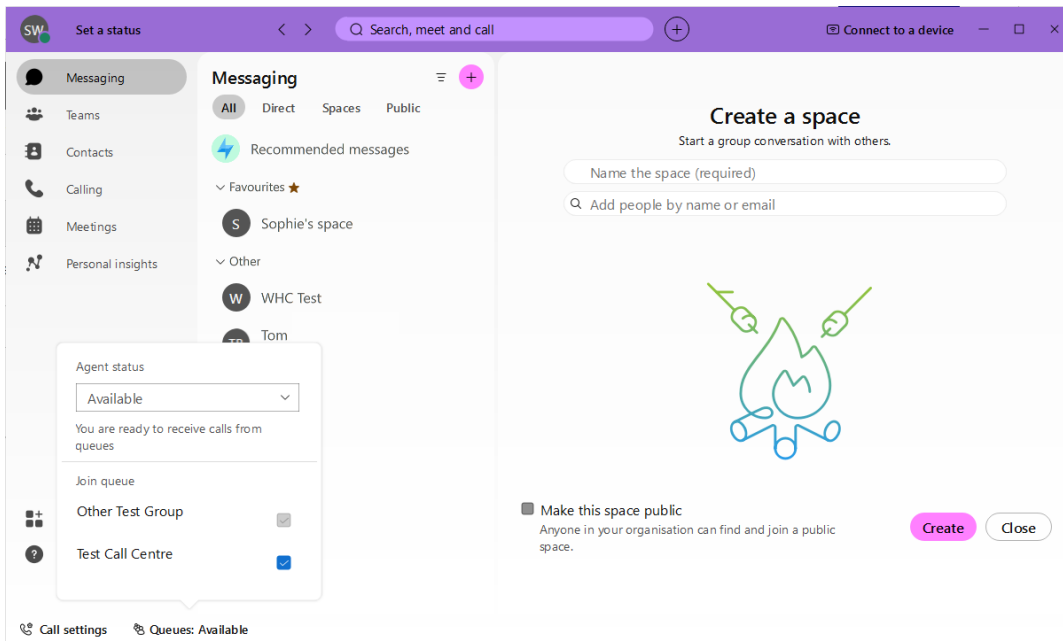 SW
Set a status
Search, meet and call
Connect to a device
Messaging
Teams
Contacts
Calling
Meetings
Personal insights
Messaging
All Direct Spaces Public
Recommended messages
Favourites
S Sophie's space
Other
W WHC Test
Tom
Agent status
Available
You are ready to receive calls from
queues
Join queue
Other Test Group
Test Call Centre
Call settings
Queues: Available
Create a space
Start a group conversation with others.
Name the space (required)
Add people by name or email
Make this space public
Anyone in your organisation can find and join a public
space.
Create
Close